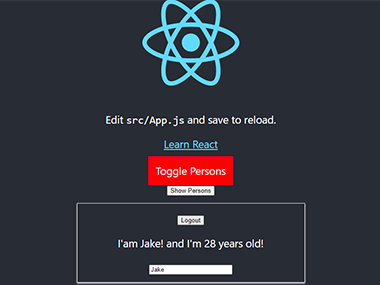 Edit src/App.js and save to reload.
Learn React
Toggle Persons
Show Persons
Logout
I'am Jake! and I'm 28 years old!
Jake